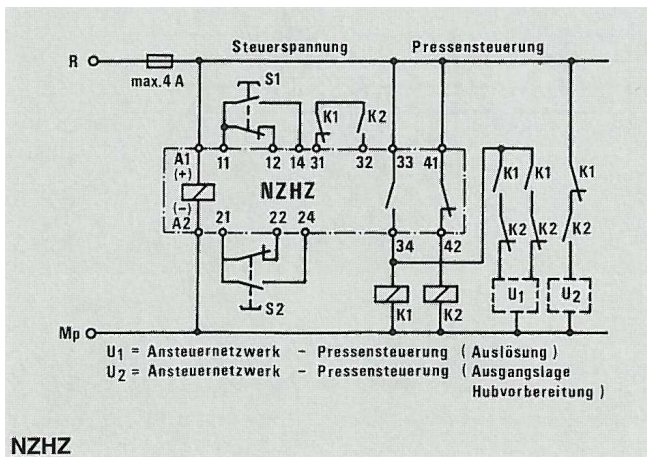 Steuerspannung Pressensteuerung
R
max. 4 A
S1
K1 K2
A1 11 12 14 31 32 33 41
(+)
NZHZ
K1 K1 K1
(−)
A2 21 22 24
K2 K2 K2
34 42
U1 U2
S2
K1 K2
Mp
U1 = Ansteuernetzwerk – Pressensteuerung ( Auslösung )
U2 = Ansteuernetzwerk – Pressensteuerung ( Ausgangslage
Hubvorbereitung )
NZHZ